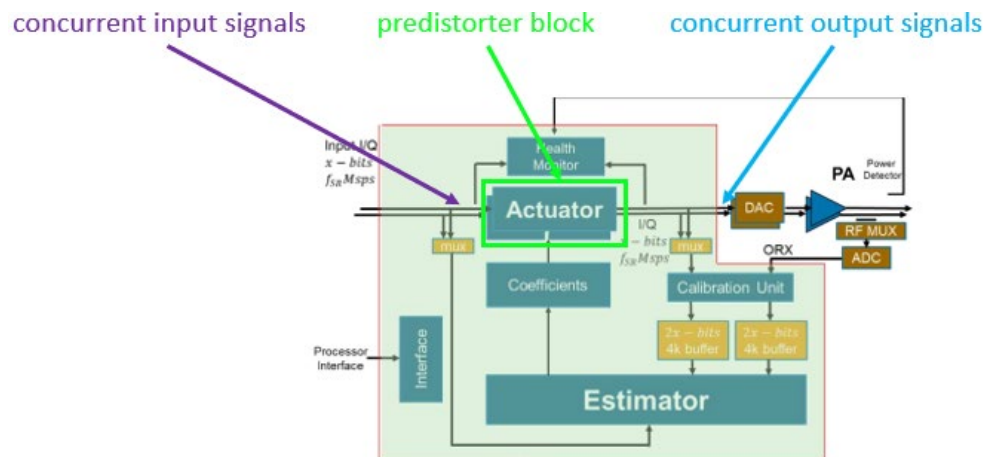 concurrent input signals
predistorter block
concurrent output signals
Input I/Q
x − bits
f_SR Msps
Health
Monitor
PA
Power
Detector
Actuator
DAC
I/Q
− bits
f_SR Msps
mux
mux
RF MUX
ORX
ADC
Coefficients
Calibration Unit
2x − bits
4k buffer
2x − bits
4k buffer
Processor
Interface
Interface
Estimator